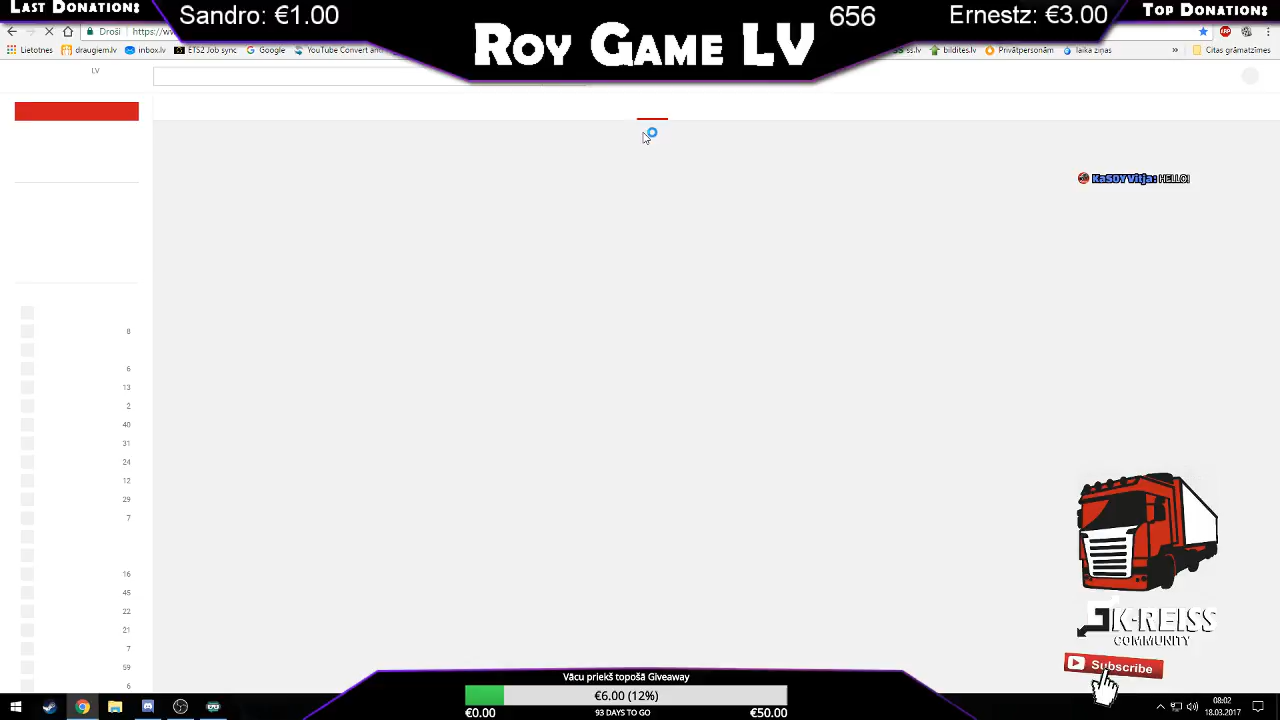 LAST DONATIONS
Sandro: €1.00
ROY GAME LV
656
Ernestz: €3.00
TOP DONATIONS
Droši
https://w
Lietotnes
draugiem.lv
inbox.lv
ETS2 Job sync
Google
YouTube Convert and
ss.lv
bildites.lv
Privātpersonām
laika ziņas
»
Citas grāmatzīmes
LV
KaSOYVitja: HELLO!
8
6
13
2
40
31
24
12
29
7
16
45
22
21
7
59
6
K-REISS
COMMUNITY
Subscribe
Vācu priekš topošā Giveaway
€6.00 (12%)
€0.00
93 DAYS TO GO
€50.00
08:02
18.03.2017